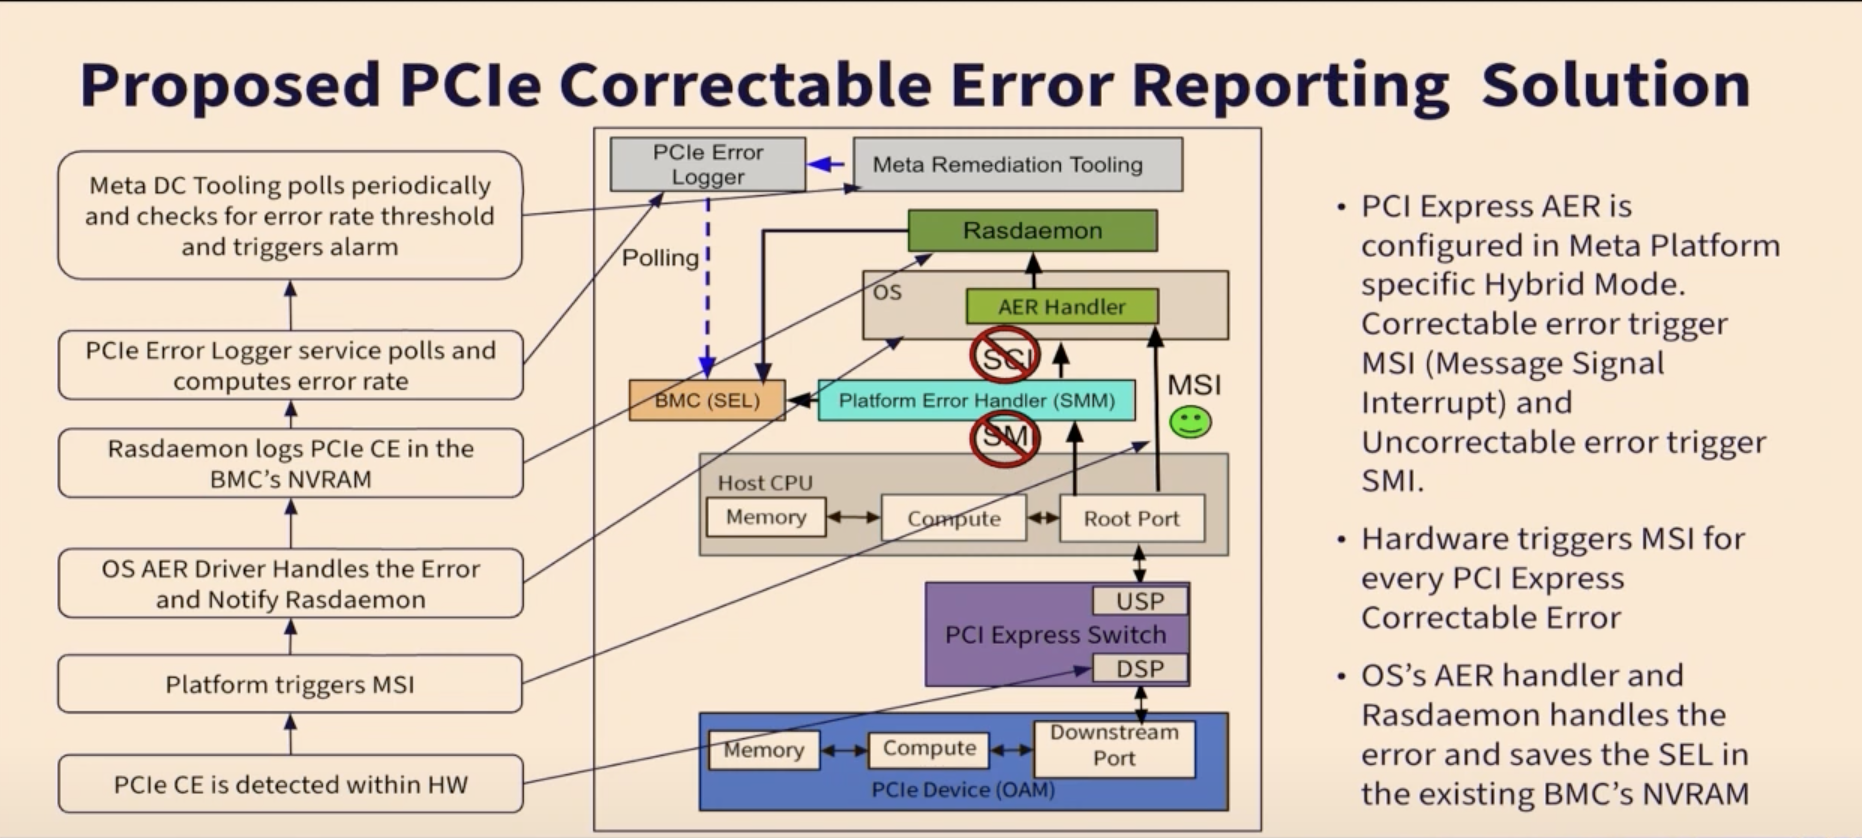 Proposed PCIe Correctable Error Reporting Solution
Meta DC Tooling polls periodically
and checks for error rate threshold
and triggers alarm
PCIe Error Logger service polls and
computes error rate
Rasdaemon logs PCIe CE in the
BMC’s NVRAM
OS AER Driver Handles the Error
and Notify Rasdaemon
Platform triggers MSI
PCIe CE is detected within HW
PCIe Error
Logger
Meta Remediation Tooling
Rasdaemon
Polling
OS
AER Handler
SCI
BMC (SEL)
Platform Error Handler (SMM)
MSI
SMI
Host CPU
Memory
Compute
Root Port
USP
PCI Express Switch
DSP
Memory
Compute
Downstream
Port
PCIe Device (OAM)
• PCI Express AER is
configured in Meta Platform
specific Hybrid Mode.
Correctable error trigger
MSI (Message Signal
Interrupt) and
Uncorrectable error trigger
SMI.
• Hardware triggers MSI for
every PCI Express
Correctable Error
• OS’s AER handler and
Rasdaemon handles the
error and saves the SEL in
the existing BMC’s NVRAM